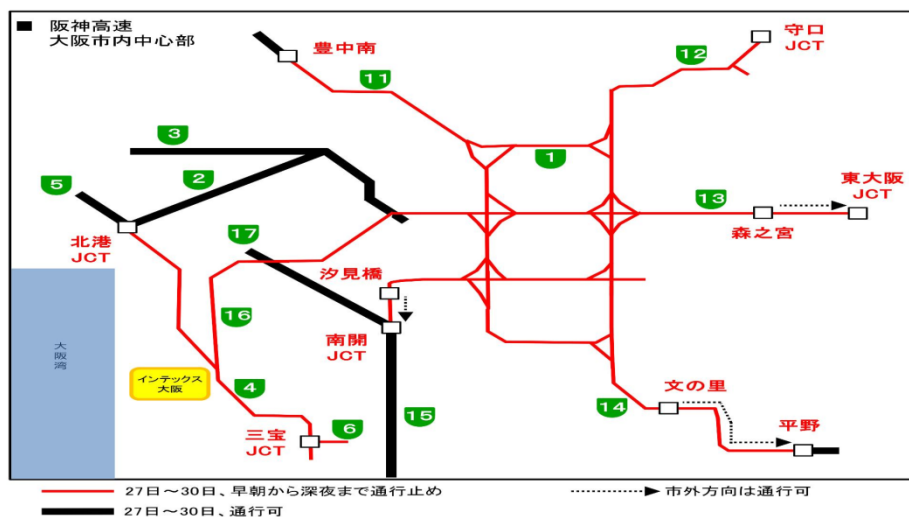 阪神高速
大阪市内中心部
豊中南
11
守口
JCT
12
3
1
2
5
東大阪
JCT
13
森之宮
北港
JCT
17
汐見橋
16
南開
JCT
大阪湾
インテックス
大阪
4
文の里
14
15
平野
三宝
JCT
6
27日~30日、早朝から深夜まで通行止め
市外方向は通行可
27日~30日、通行可